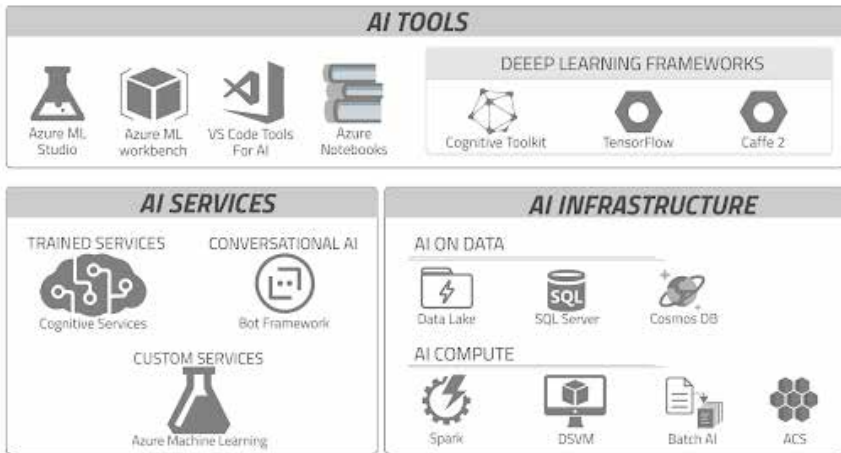 AI TOOLS
DEEEP LEARNING FRAMEWORKS
Azure ML
Studio
Azure ML
workbench
VS Code Tools
For AI
Azure
Notebooks
Cognitive Toolkit
TensorFlow
Caffe 2
AI SERVICES
TRAINED SERVICES
Cognitive Services
CONVERSATIONAL AI
Bot Framework
CUSTOM SERVICES
Azure Machine Learning
AI INFRASTRUCTURE
AI ON DATA
Data Lake
SQL
SQL Server
Cosmos DB
AI COMPUTE
Spark
DSVM
Batch AI
ACS